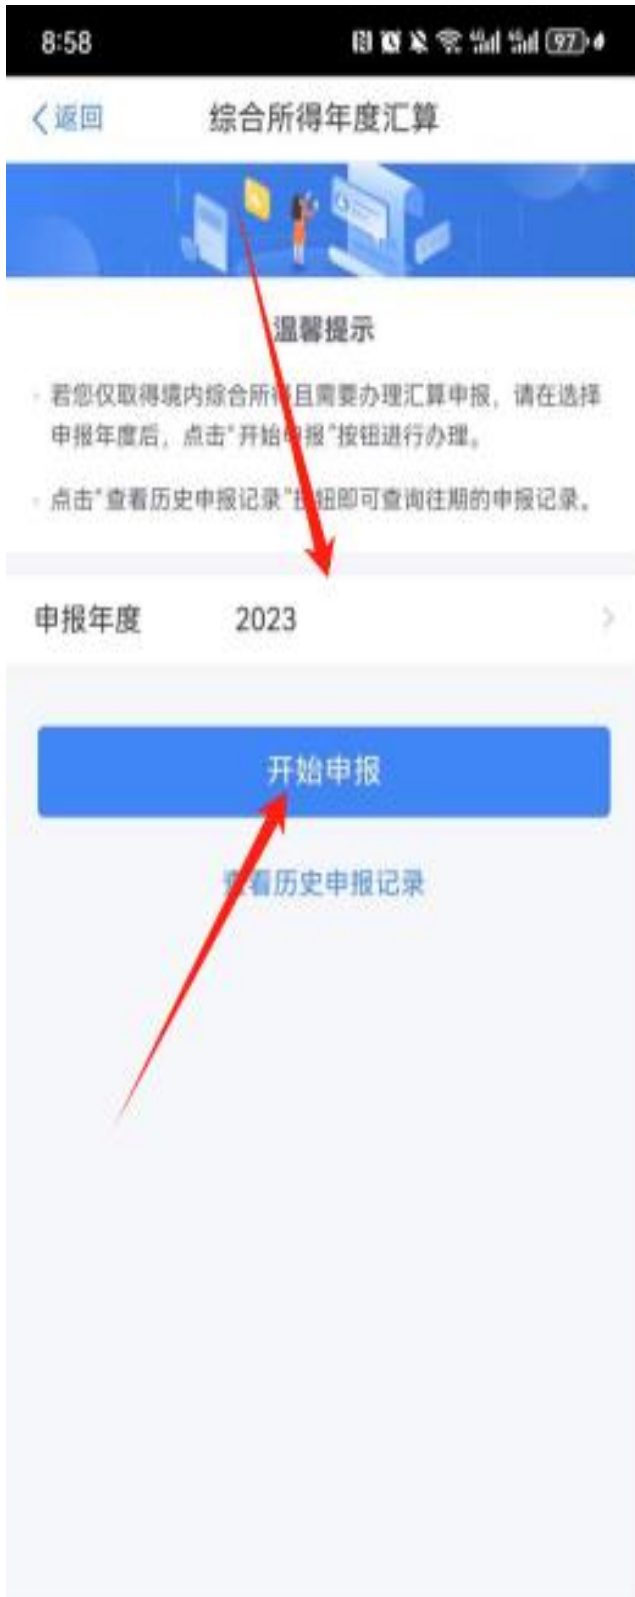 8:58
97
返回
综合所得年度汇算
温馨提示
若您仅取得境内综合所得且需要办理汇算申报，请在选择
申报年度后，点击"开始申报"按钮进行办理。
点击"查看历史申报记录"按钮即可查询往期的申报记录。
申报年度 2023
开始申报
查看历史申报记录